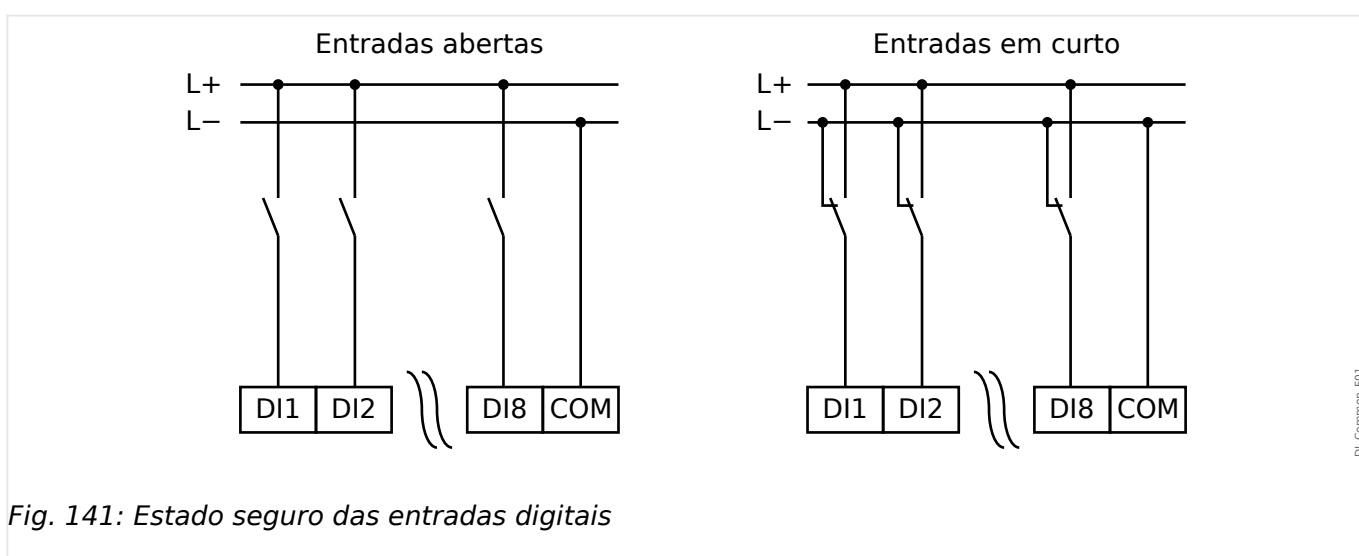 Entradas abertas
Entradas em curto
L+
L−
L+
L−
DI1 DI2 DI8 COM
DI1 DI2 DI8 COM
Fig. 141: Estado seguro das entradas digitais